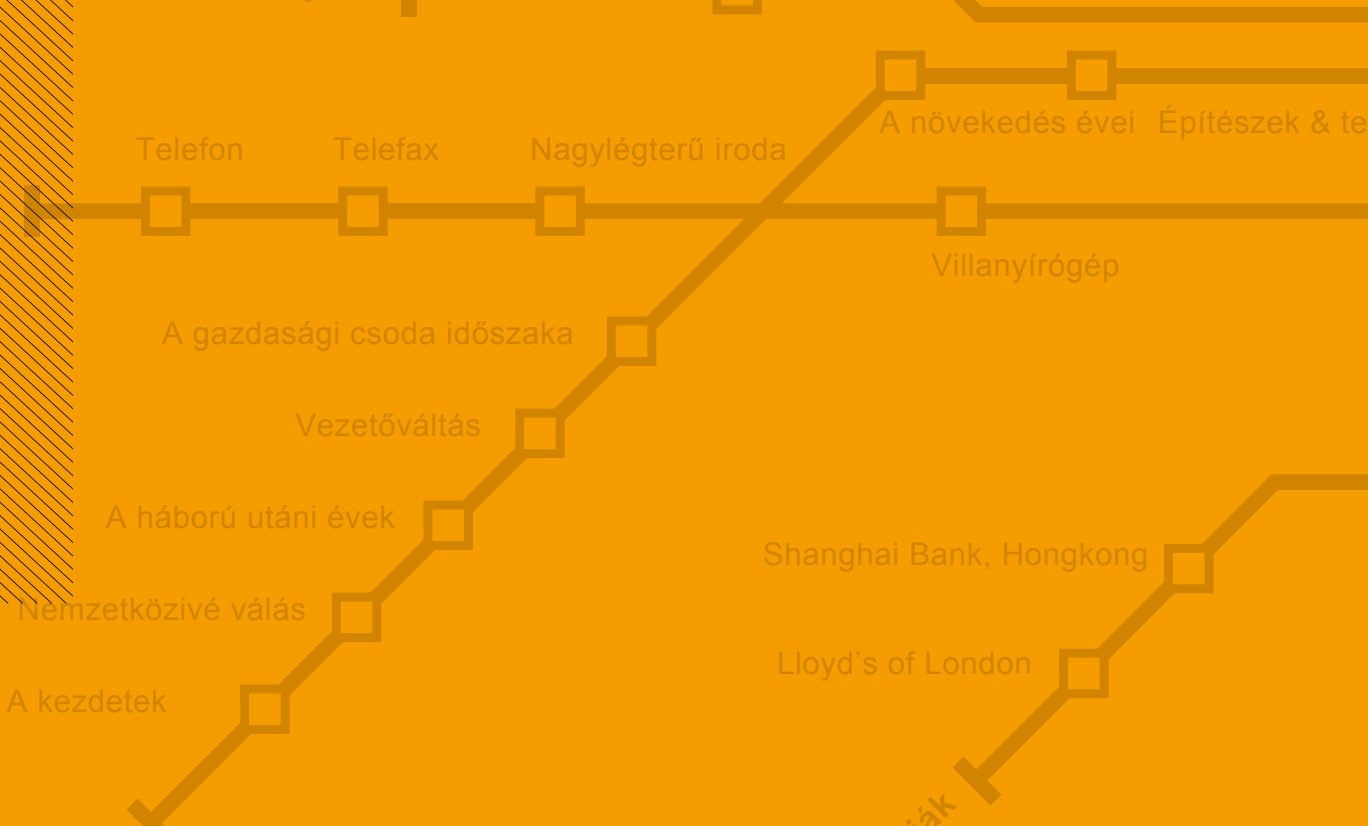 A növekedés évei
Építészek & te
Telefon
Telefax
Nagylégterű iroda
Villanyírógép
A gazdasági csoda időszaka
Vezetőváltás
A háború utáni évek
Shanghai Bank, Hongkong
Nemzetközivé válás
Lloyd's of London
A kezdetek